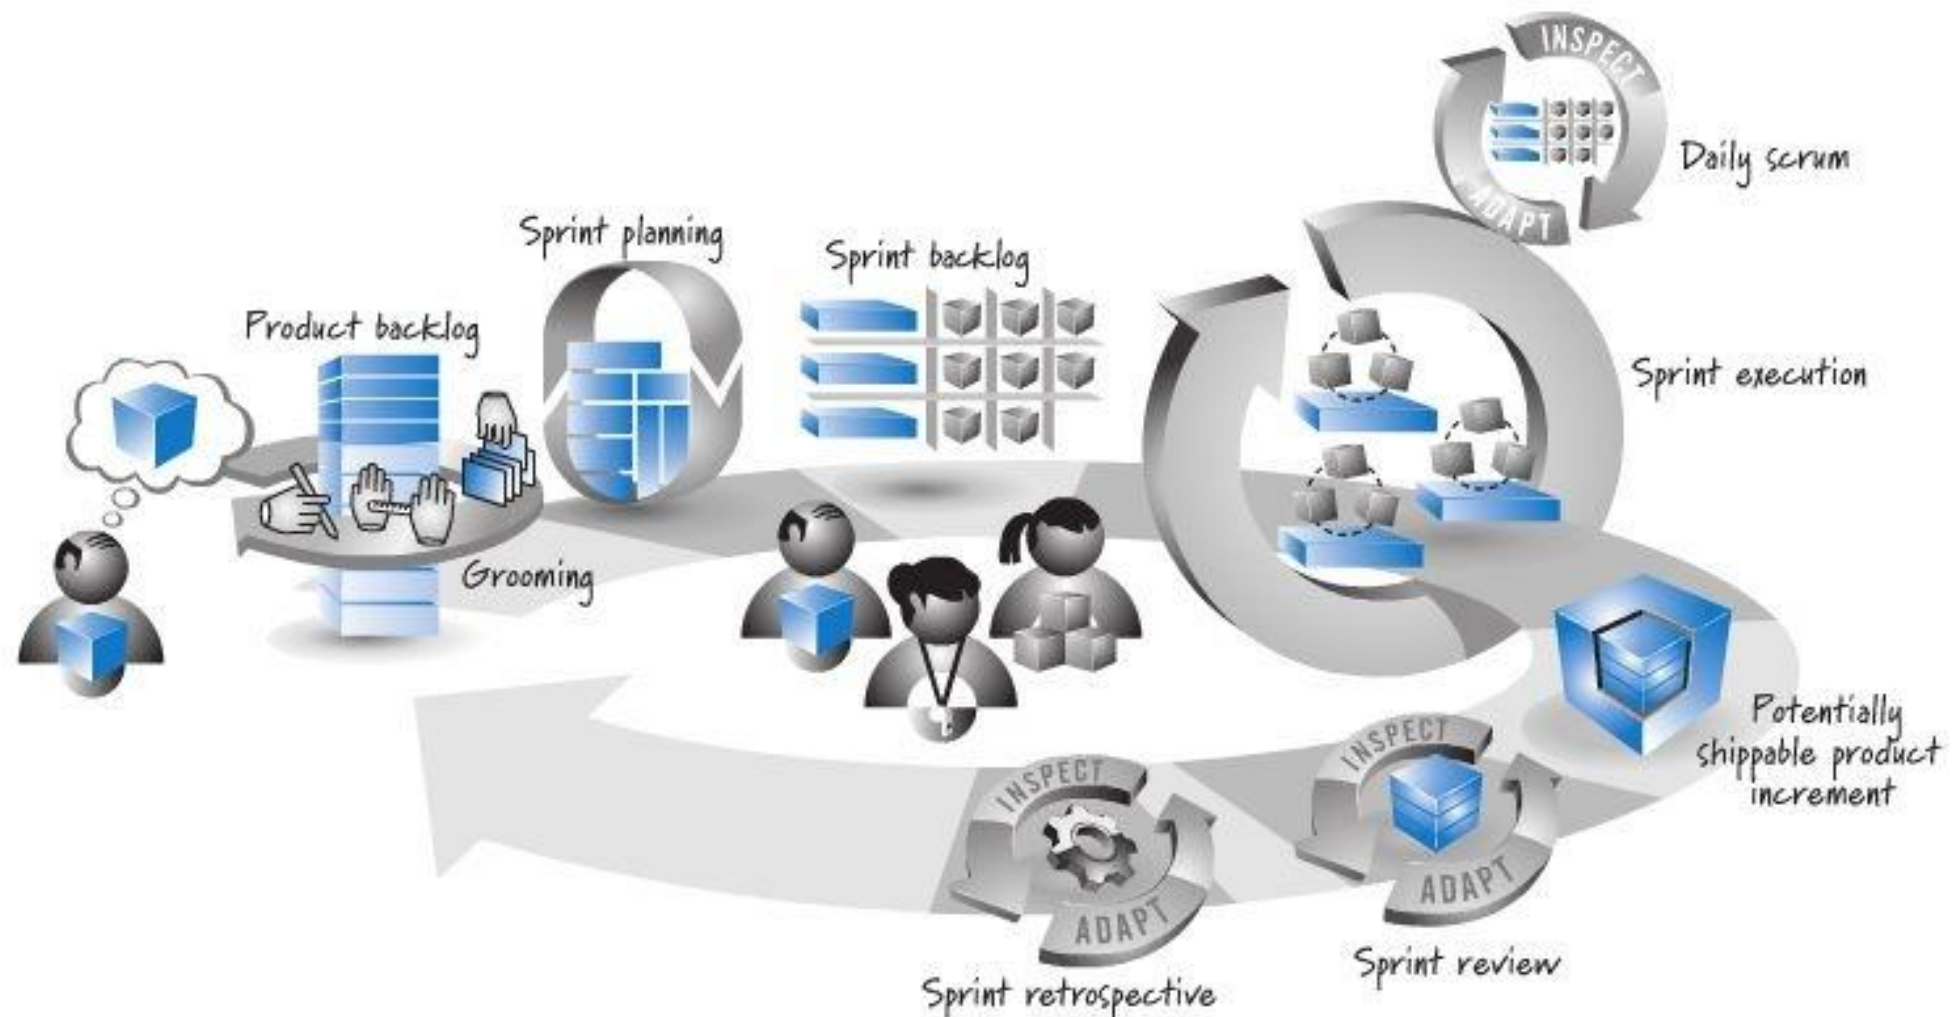 INSPECT
ADAPT
Daily scrum
Sprint planning
Sprint backlog
Product backlog
Sprint execution
Grooming
Potentially
shippable product
increment
INSPECT
ADAPT
Sprint review
INSPECT
ADAPT
Sprint retrospective